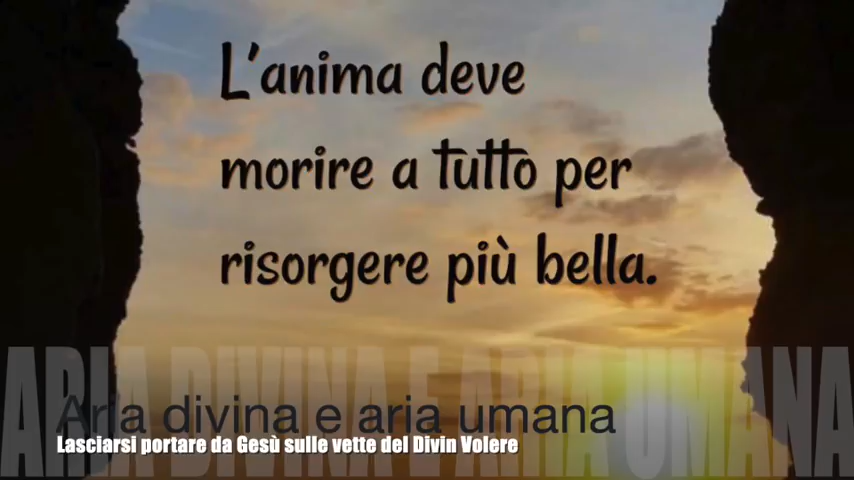 L'anima deve
morire a tutto per
risorgere più bella.
ARIA DIVINA E ARIA UMANA
Aria divina e aria umana
Lasciarsi portare da Gesù sulle vette del Divin Volere